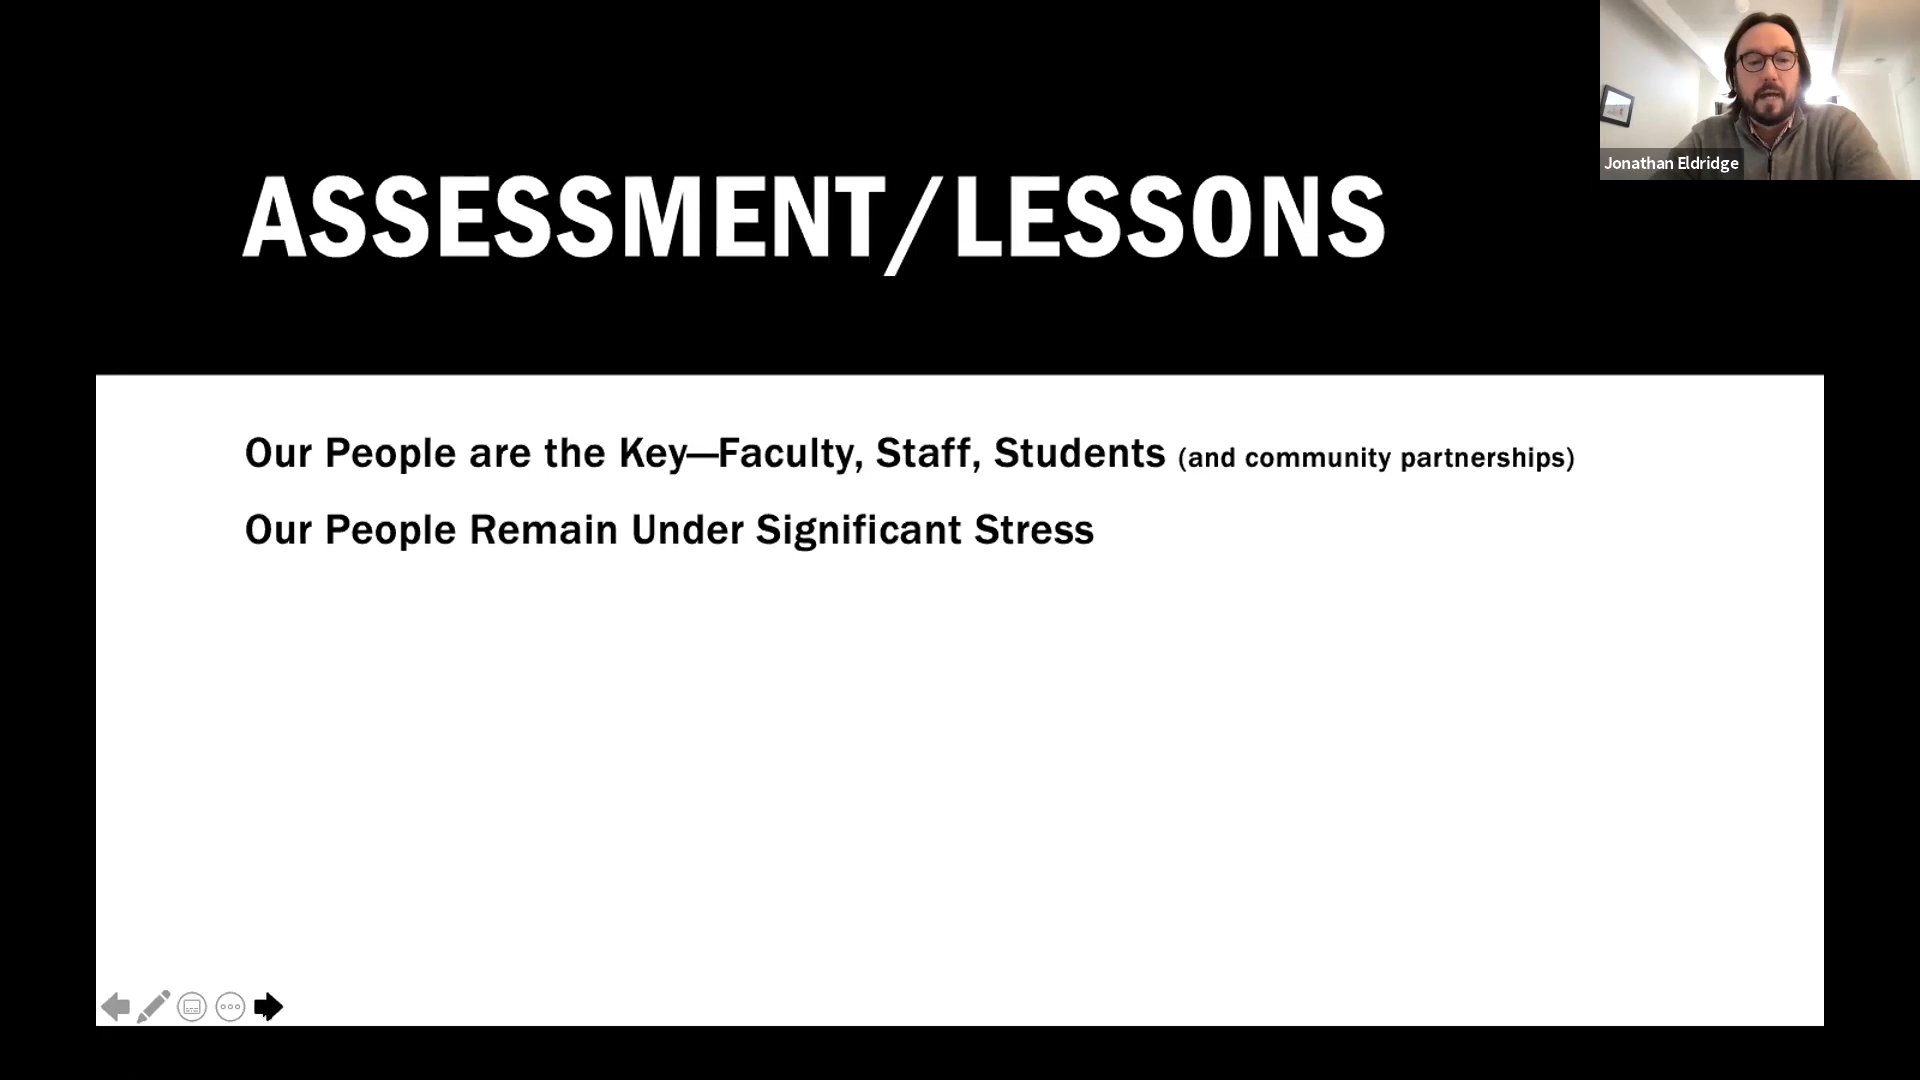 Jonathan Eldridge
ASSESSMENT/LESSONS
Our People are the Key—Faculty, Staff, Students (and community partnerships)
Our People Remain Under Significant Stress